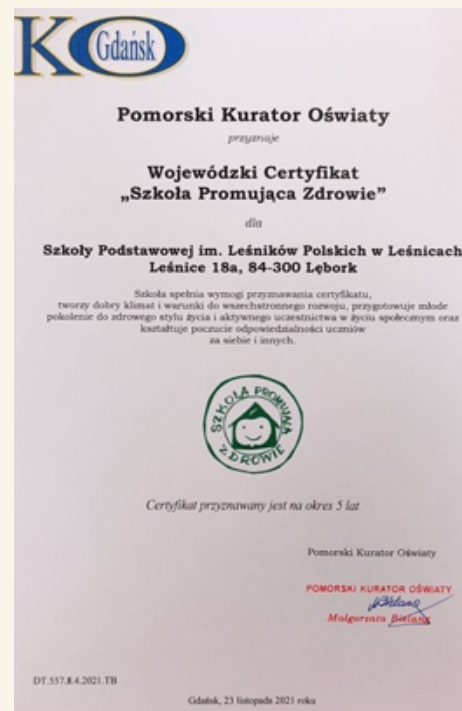 KO Gdańsk
Pomorski Kurator Oświaty
przyznaje
Wojewódzki Certyfikat
„Szkoła Promująca Zdrowie”
dla
Szkoły Podstawowej im. Leśników Polskich w Leśnicach
Leśnice 18a, 84-300 Lębork
Szkoła spełnia wymogi przyznawania certyfikatu,
tworzy dobry klimat i warunki do wszechstronnego rozwoju, przygotowuje młode
pokolenie do zdrowego stylu życia i aktywnego uczestnictwa w życiu społecznym oraz
kształtuje poczucie odpowiedzialności uczniów
za siebie i innych.
SZKOŁA PROMUJĄCA
ZDROWIE
Certyfikat przyznawany jest na okres 5 lat
Pomorski Kurator Oświaty
POMORSKI KURATOR OŚWIATY
Małgorzata Bielang
DT.557.8.4.2021.TB
Gdańsk, 23 listopada 2021 roku